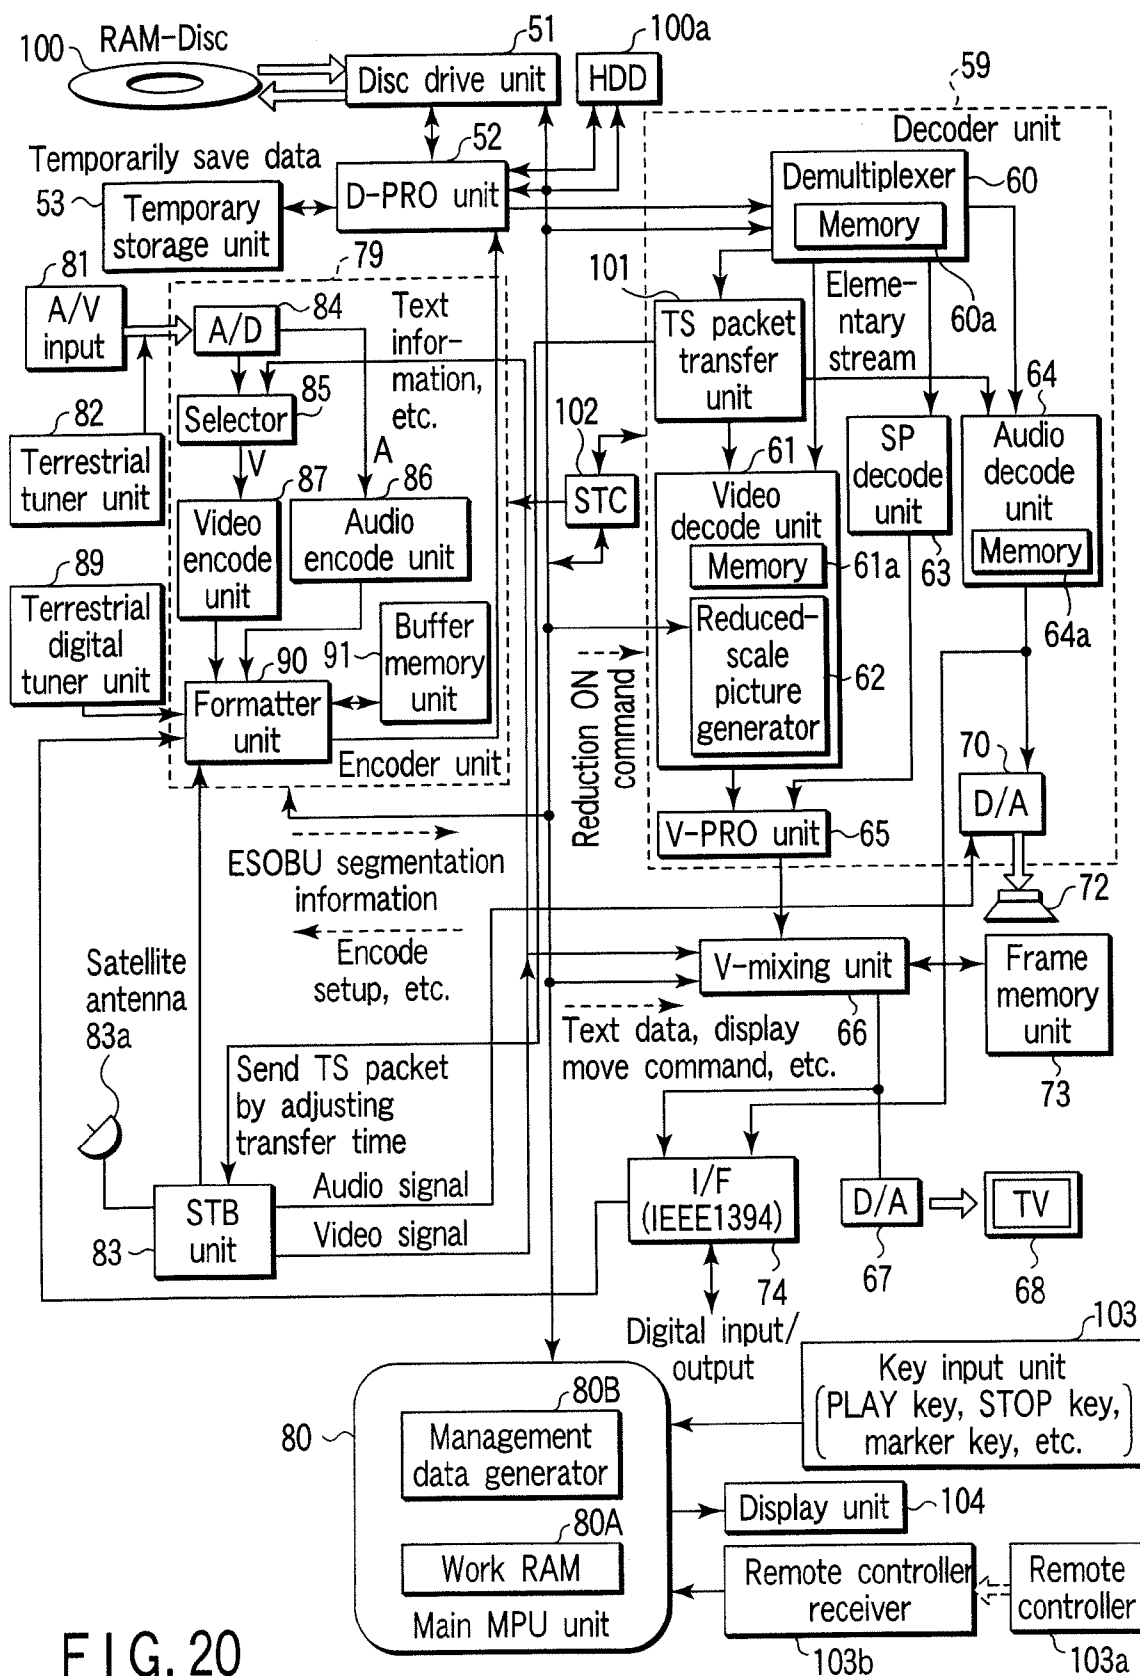 RAM-Disc
100
51
Disc drive unit
100a
HDD
59
Decoder unit
Temporarily save data
53
Temporary
storage unit
52
D-PRO unit
Demultiplexer
60
Memory
60a
81
A/V
input
79
A/D
84
Text
infor-
mation,
etc.
101
TS packet
transfer
unit
Eleme-
ntary
stream
Selector
85
82
Terrestrial
tuner unit
V
A
102
STC
64
Audio
decode
unit
Memory
64a
SP
decode
unit
63
87
Video
encode
unit
86
Audio
encode unit
61
Video
decode unit
Memory
61a
89
Terrestrial
digital
tuner unit
91
Buffer
memory
unit
90
Formatter
unit
Encoder unit
Reduction ON
command
Reduced-
scale
picture
generator
62
70
D/A
V-PRO unit
65
72
ESOBU segmentation
information
Encode
setup, etc.
Satellite
antenna
83a
V-mixing unit
66
Frame
memory
unit
73
Text data, display
move command, etc.
Send TS packet
by adjusting
transfer time
STB
unit
83
Audio signal
Video signal
I/F
(IEEE1394)
74
D/A
67
TV
68
Digital input/
output
103
Key input unit
(PLAY key, STOP key,
marker key, etc.)
80
80B
Management
data generator
80A
Work RAM
Main MPU unit
Display unit
104
Remote controller
receiver
103b
Remote
controller
103a
FIG. 20